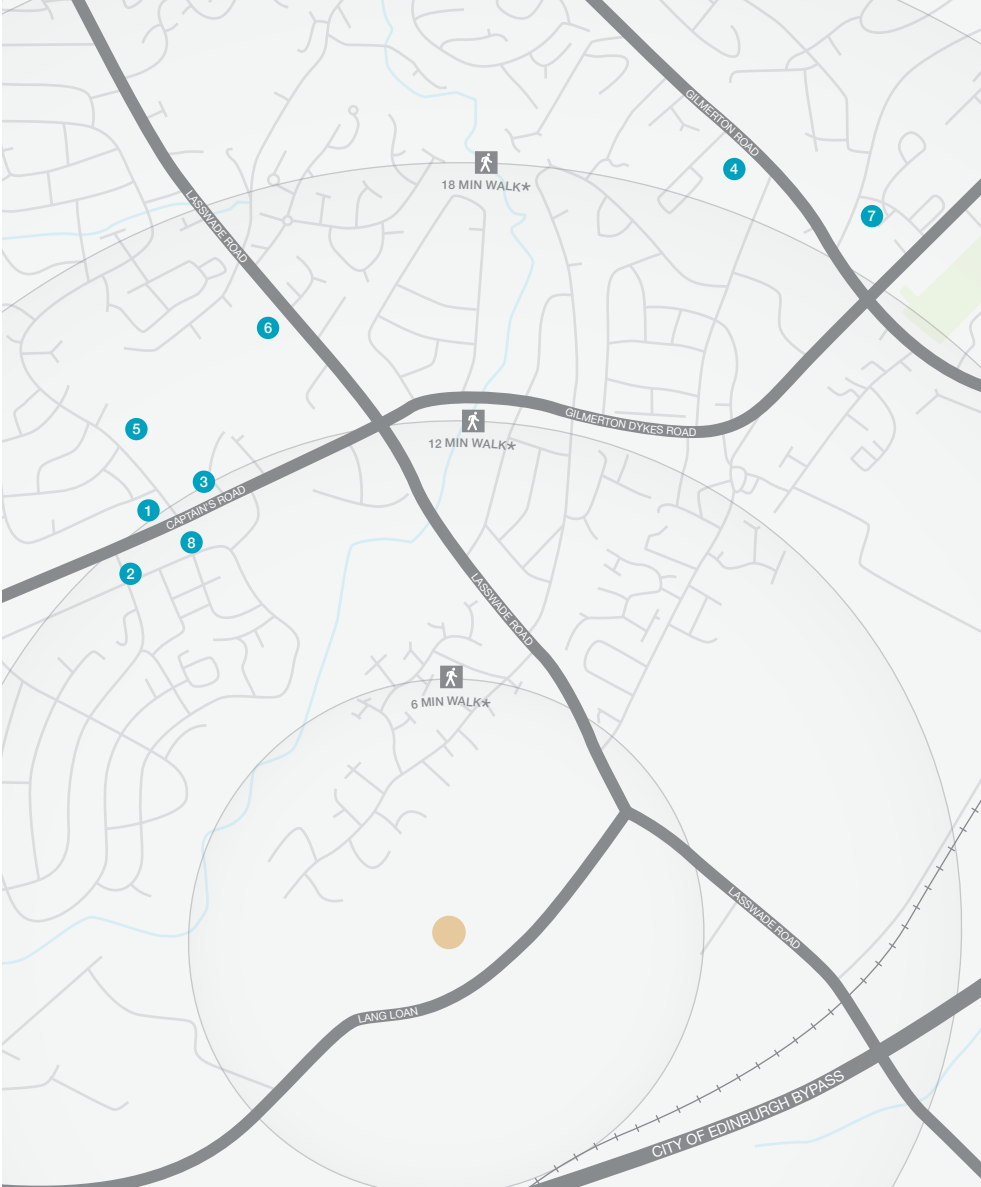 GILMERTON ROAD
4
18 MIN WALK*
7
LASSWADE ROAD
6
GILMERTON DYKES ROAD
12 MIN WALK*
5
3
CAPTAIN'S ROAD
1
8
2
LASSWADE ROAD
6 MIN WALK*
LASSWADE ROAD
LANG LOAN
CITY OF EDINBURGH BYPASS